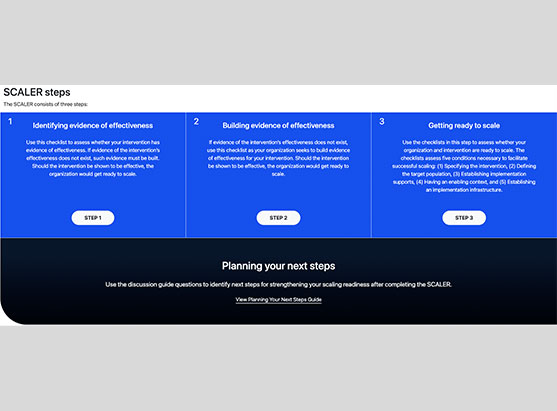 SCALER steps
The SCALER consists of three steps:
1
Identifying evidence of effectiveness
Use this checklist to assess whether your intervention has
evidence of effectiveness. If evidence of the intervention's
effectiveness does not exist, such evidence must be built.
Should the intervention be shown to be effective, the
organization would get ready to scale.
STEP 1
2
Building evidence of effectiveness
If evidence of the intervention's effectiveness does not exist,
use this checklist as your organization seeks to build evidence
of effectiveness for your intervention. Should the intervention
be shown to be effective, the organization would get ready to
scale.
STEP 2
3
Getting ready to scale
Use the checklists in this step to assess whether your
organization and intervention are ready to scale. The
checklists assess five conditions necessary to facilitate
successful scaling: (1) Specifying the intervention, (2) Defining
the target population, (3) Establishing implementation
supports, (4) Having an enabling context, and (5) Establishing
an implementation infrastructure.
STEP 3
Planning your next steps
Use the discussion guide questions to identify next steps for strengthening your scaling readiness after completing the SCALER.
View Planning Your Next Steps Guide